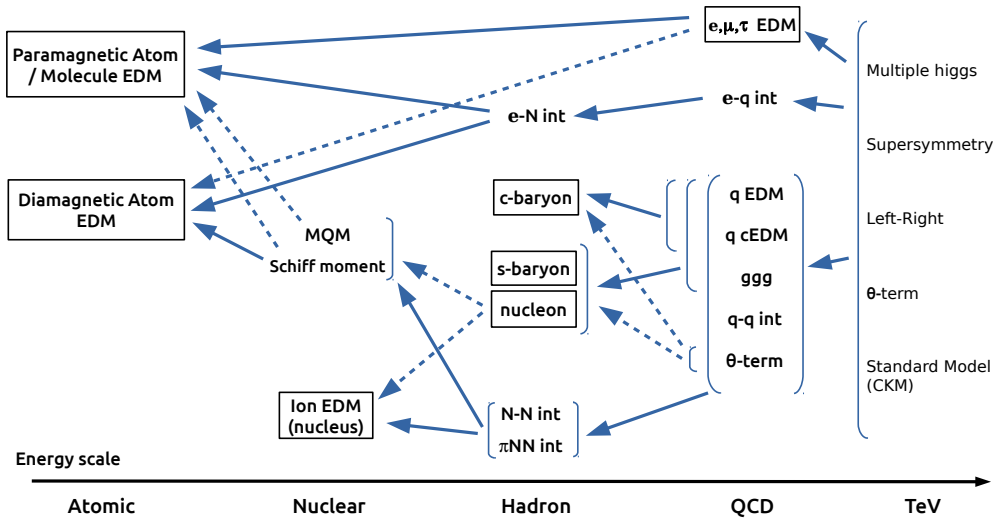 e,μ,τ EDM
Paramagnetic Atom
/ Molecule EDM
Multiple higgs
e-q int
e-N int
Supersymmetry
Diamagnetic Atom
EDM
c-baryon
q EDM
Left-Right
MQM
q cEDM
Schiff moment
s-baryon
ggg
nucleon
θ-term
q-q int
θ-term
Standard Model
(CKM)
Ion EDM
(nucleus)
N-N int
πNN int
Energy scale
Atomic
Nuclear
Hadron
QCD
TeV